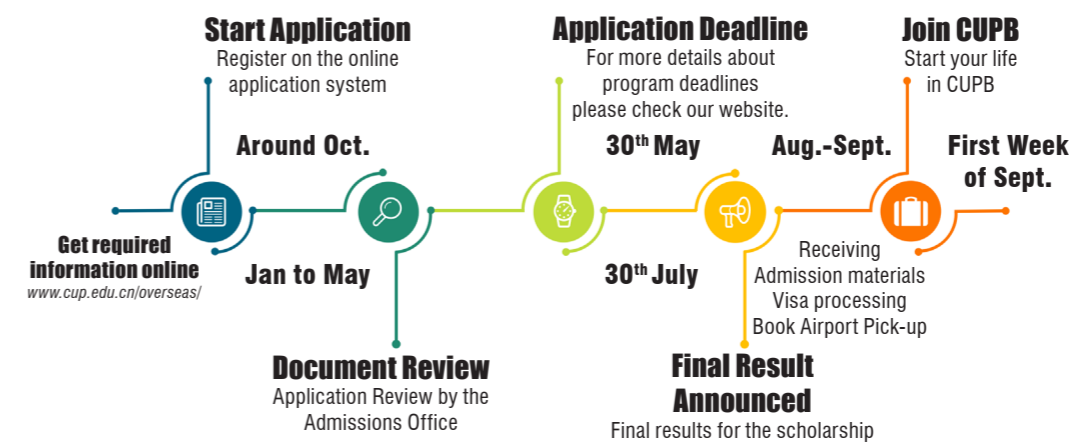 Start Application
Register on the online
application system
Application Deadline
For more details about
program deadlines
please check our website.
Join CUPB
Start your life
in CUPB
Around Oct.
30th May
Aug.-Sept.
First Week
of Sept.
Get required
information online
www.cup.edu.cn/overseas/
Jan to May
30th July
Receiving
Admission materials
Visa processing
Book Airport Pick-up
Document Review
Application Review by the
Admissions Office
Final Result
Announced
Final results for the scholarship